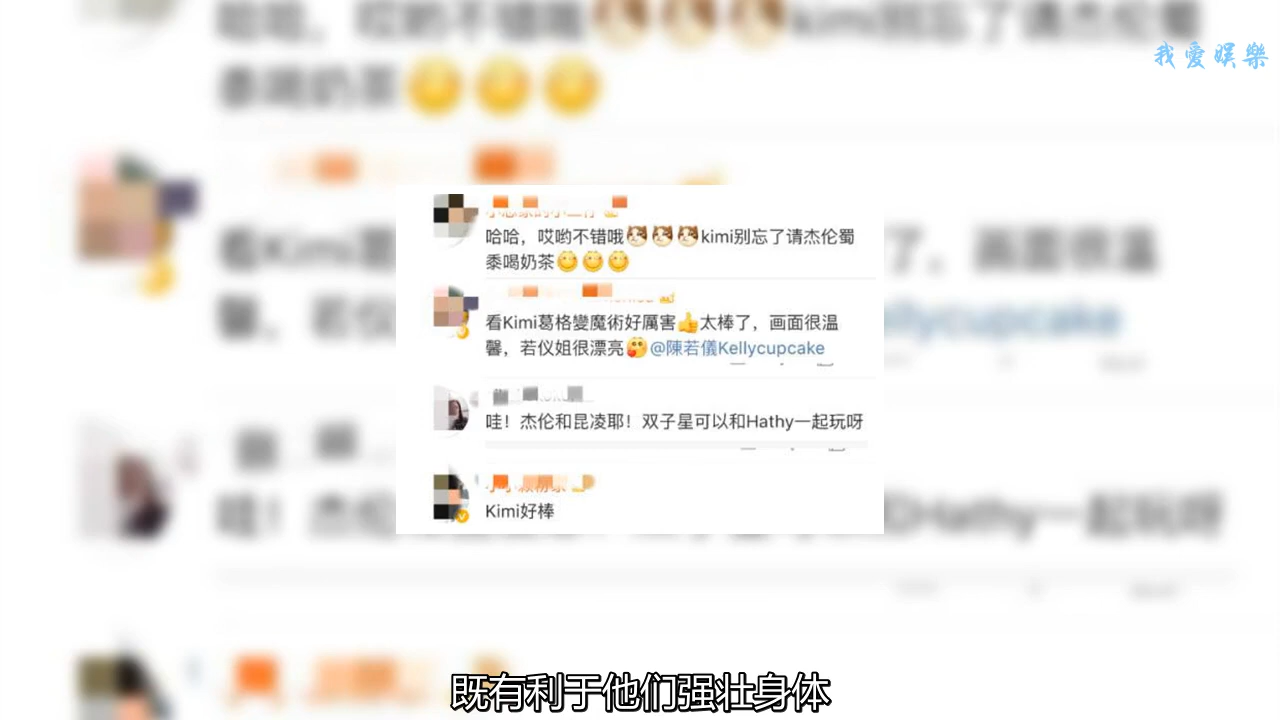 我愛娱樂
哈哈，哎哟不错哦kimi别忘了请杰伦蜀
黍喝奶茶
看Kimi葛格變魔術好厲害太棒了，画面很温
馨，若仪姐很漂亮@陳若儀Kellycupcake
哇！杰伦和昆凌耶！双子星可以和Hathy一起玩呀
Kimi好棒
既有利于他们强壮身体